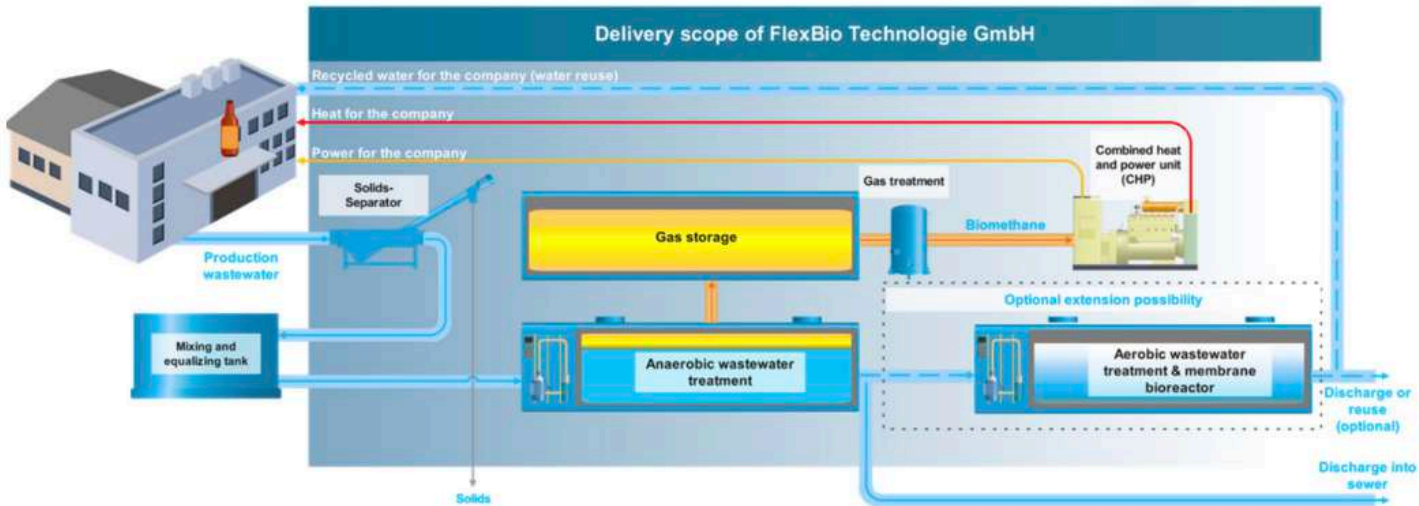 Delivery scope of FlexBio Technologie GmbH
Recycled water for the company (water reuse)
Heat for the company
Power for the company
Combined heat
and power unit
(CHP)
Solids-
Separator
Gas treatment
Gas storage
Biomethane
Production
wastewater
Optional extension possibility
Mixing and
equalizing tank
Anaerobic wastewater
treatment
Aerobic wastewater
treatment & membrane
bioreactor
Discharge or
reuse
(optional)
Discharge into
sewer
Solids